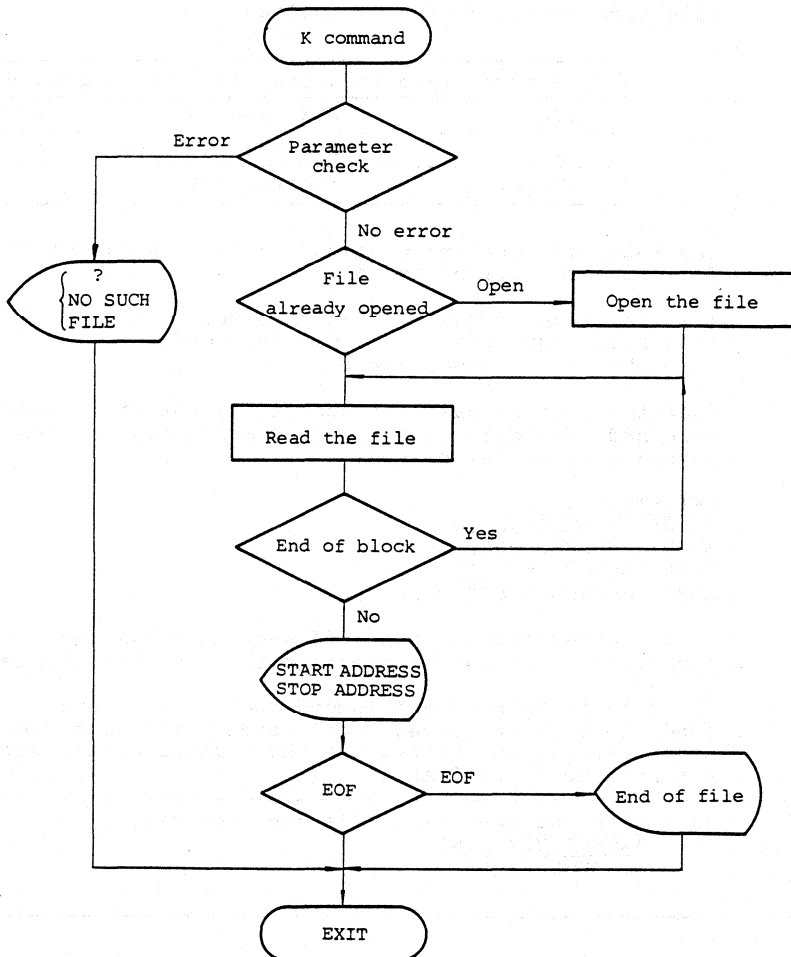 K command
Error
Parameter
check
No error
?
NO SUCH
FILE
File
already opened
Open
Open the file
Read the file
End of block
Yes
No
START ADDRESS
STOP ADDRESS
EOF
EOF
End of file
EXIT